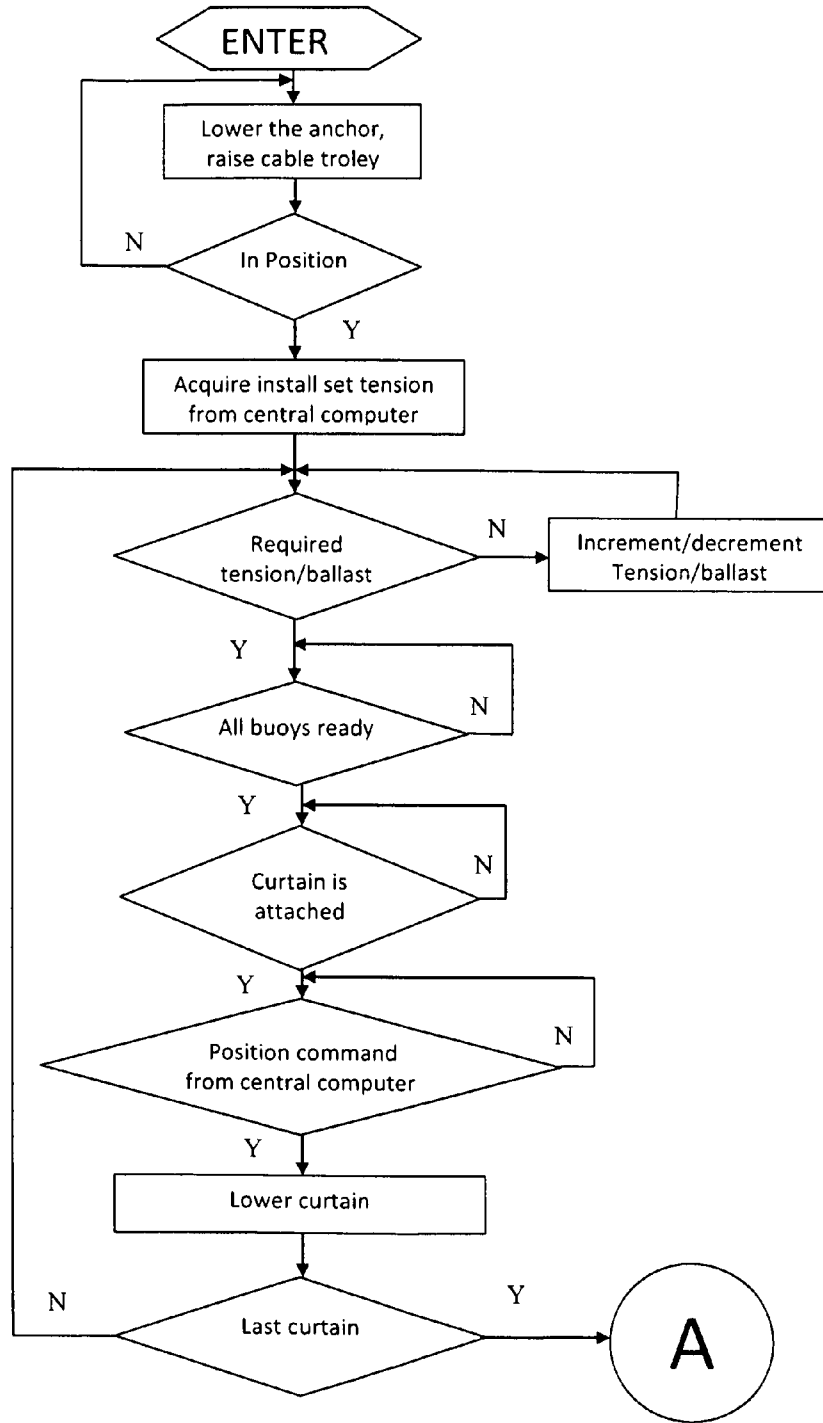 ENTER
Lower the anchor,
raise cable troley
N
In Position
Y
Acquire install set tension
from central computer
Required
tension/ballast
N
Increment/decrement
Tension/ballast
Y
N
All buoys ready
Y
N
Curtain is
attached
Y
N
Position command
from central computer
Y
Lower curtain
N
Y
Last curtain
A